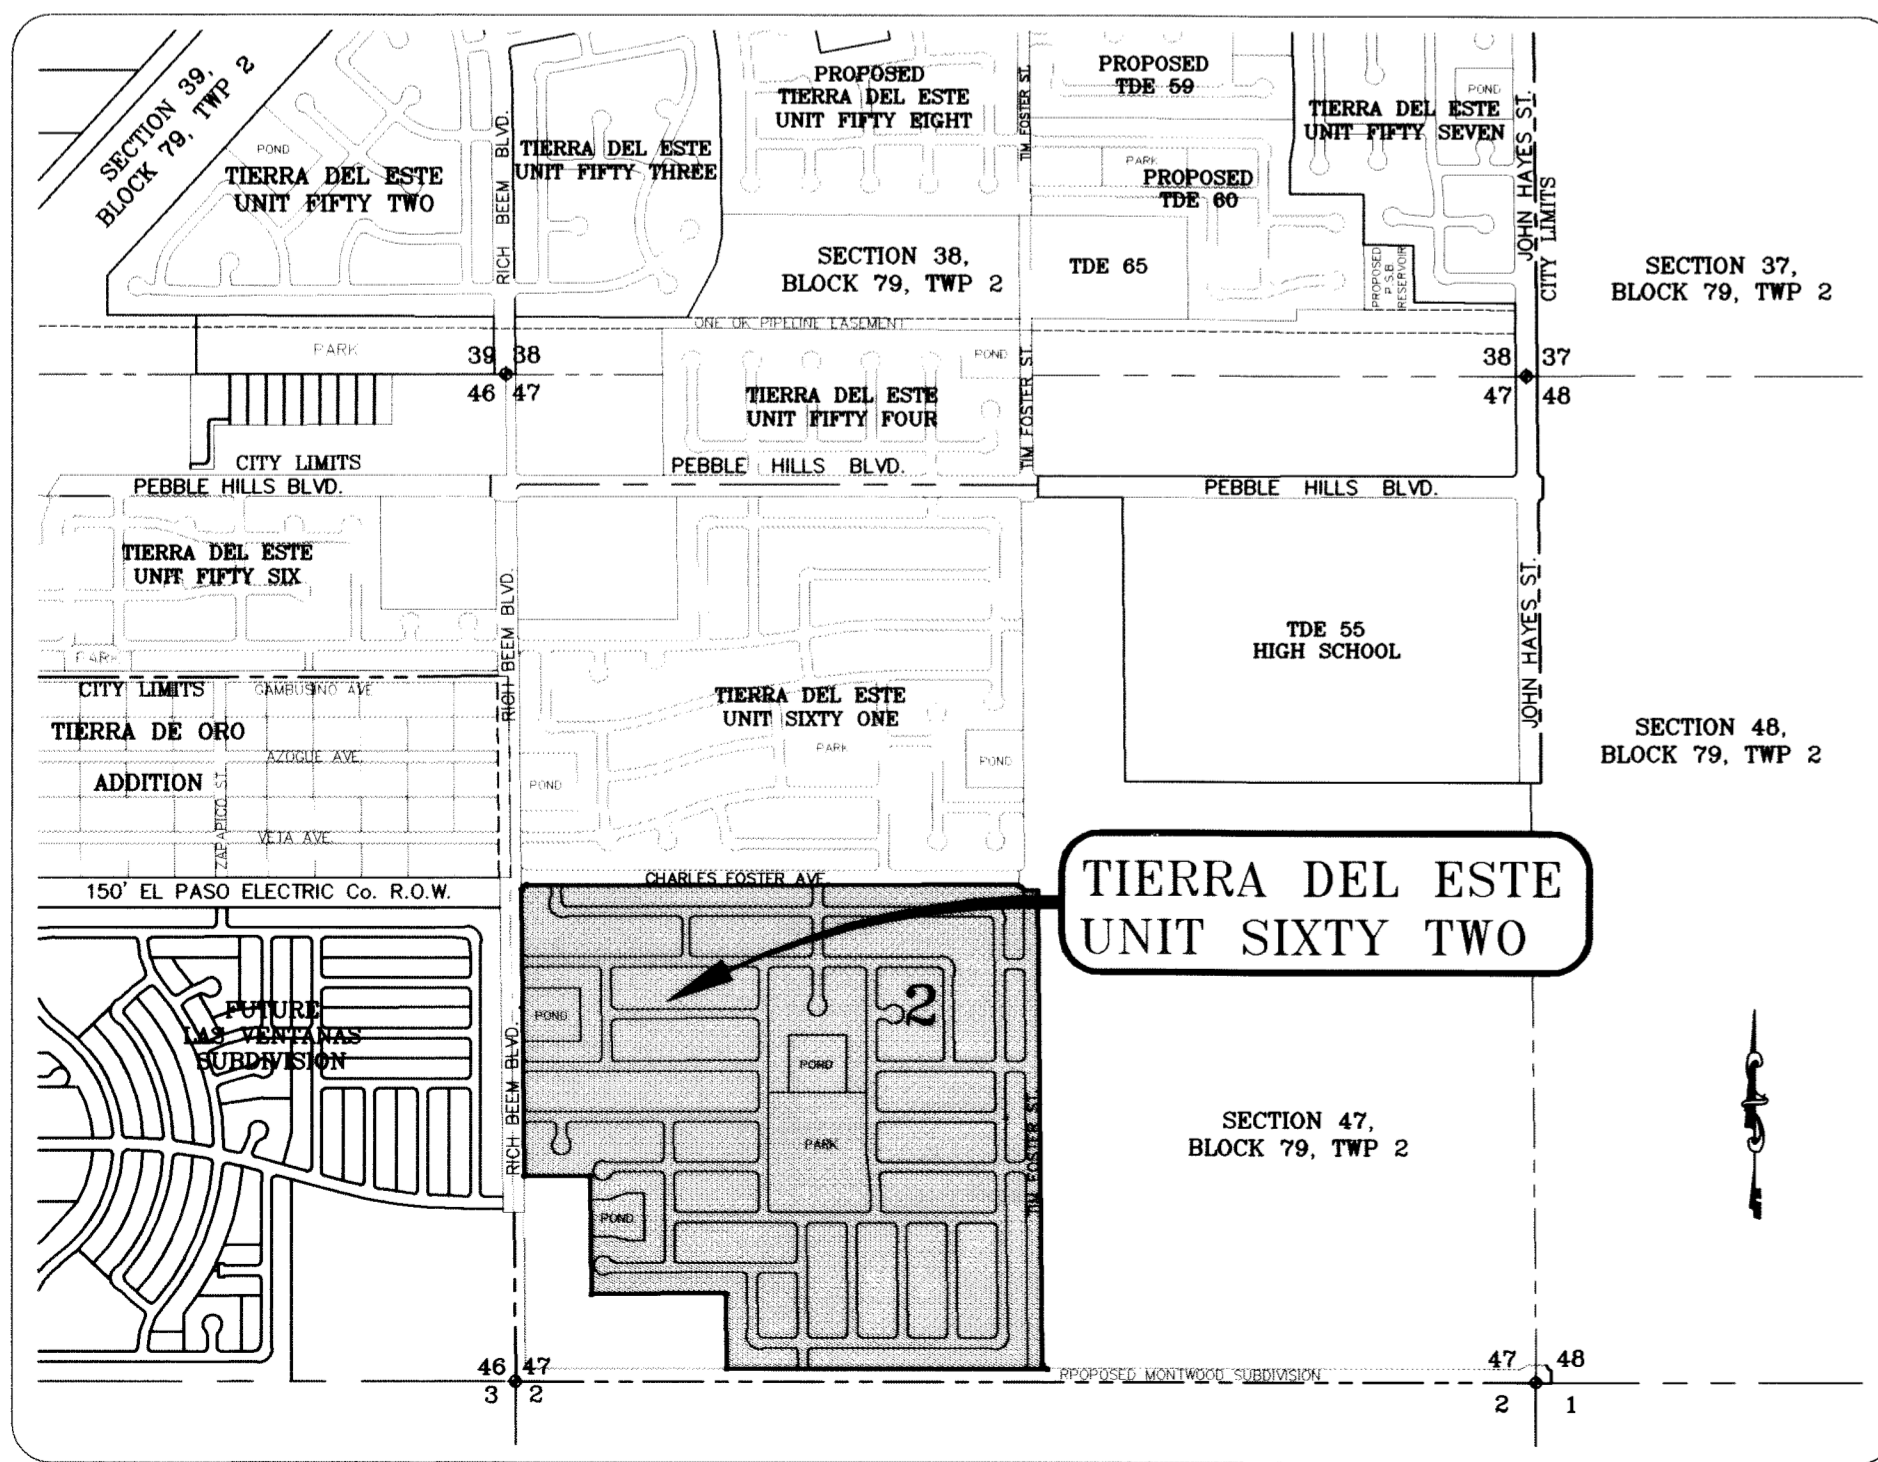 SECTION 39,
BLOCK 79, TWP 2
POND
TIERRA DEL ESTE
UNIT FIFTY TWO
RICH BEEM BLVD.
TIERRA DEL ESTE
UNIT FIFTY THREE
PROPOSED
TIERRA DEL ESTE
UNIT FIFTY EIGHT
TIM FOSTER ST.
PROPOSED
TDE 59
PARK
PROPOSED
TDE 60
POND
TIERRA DEL ESTE
UNIT FIFTY SEVEN
JOHN HAYES ST.
CITY LIMITS
SECTION 38,
BLOCK 79, TWP 2
TDE 65
PROPOSED
P.S.B.
RESERVOIR
SECTION 37,
BLOCK 79, TWP 2
ONE OK PIPELINE EASEMENT
PARK
39 38
46 47
POND
TIERRA DEL ESTE
UNIT FIFTY FOUR
TIM FOSTER ST.
38 37
47 48
CITY LIMITS
PEBBLE HILLS BLVD.
PEBBLE HILLS BLVD.
PEBBLE HILLS BLVD.
TIERRA DEL ESTE
UNIT FIFTY SIX
PARK
RICH BEEM BLVD.
TIERRA DEL ESTE
UNIT SIXTY ONE
PARK
POND
POND
TDE 55
HIGH SCHOOL
JOHN HAYES ST.
SECTION 48,
BLOCK 79, TWP 2
CITY LIMITS
GAMBUSINO AVE
TIERRA DE ORO
AZOGUE AVE.
ADDITION
ZAPAPICO ST
VETA AVE.
150' EL PASO ELECTRIC Co. R.O.W.
CHARLES FOSTER AVE.
TIERRA DEL ESTE
UNIT SIXTY TWO
FUTURE
LAS VENTANAS
SUBDIVISION
RICH BEEM BLVD.
POND
2
POND
PARK
POND
TIM FOSTER ST.
SECTION 47,
BLOCK 79, TWP 2
46 47
3 2
RPOPOSED MONTWOOD SUBDIVISION
47 48
2 1